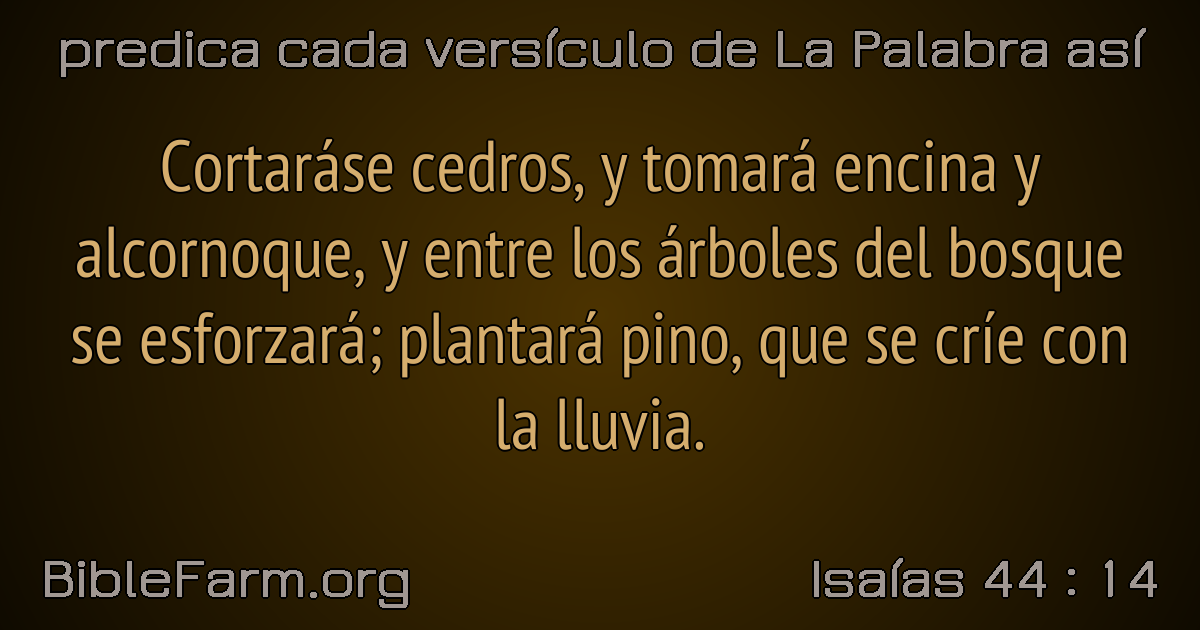 predica cada versículo de La Palabra así
Cortaráse cedros, y tomará encina y
alcornoque, y entre los árboles del bosque
se esforzará; plantará pino, que se críe con
la lluvia.
BibleFarm.org
Isaías 44 : 14